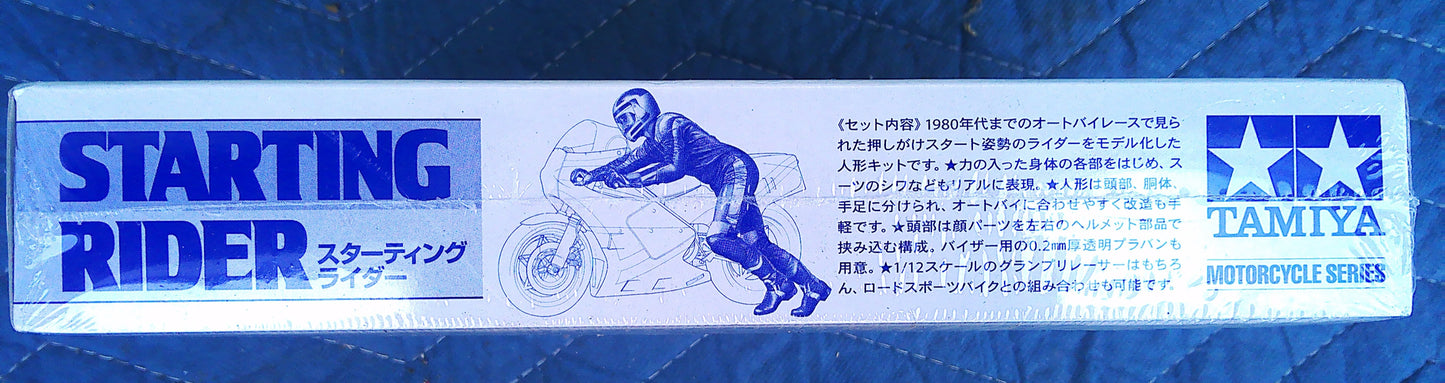 STARTING
RIDER
スターティング
ライダー
《セット内容》1980年代までのオートバイレースで見ら
れた押しがけスタート姿勢のライダーをモデル化した
人形キットです。★力の入った身体の各部をはじめ、ス
ーツのシワなどもリアルに表現。★人形は頭部、胴体、
手足に分けられ、オートバイに合わせやすく改造も手
軽です。★頭部は顔パーツを左右のヘルメット部品で
挟み込む構成。バイザー用の0.2mm厚透明プラバンも
用意。★1/12スケールのグランプリレーサーはもちろ
ん、ロードスポーツバイクとの組み合わせも可能です。
TAMIYA
MOTORCYCLE SERIES